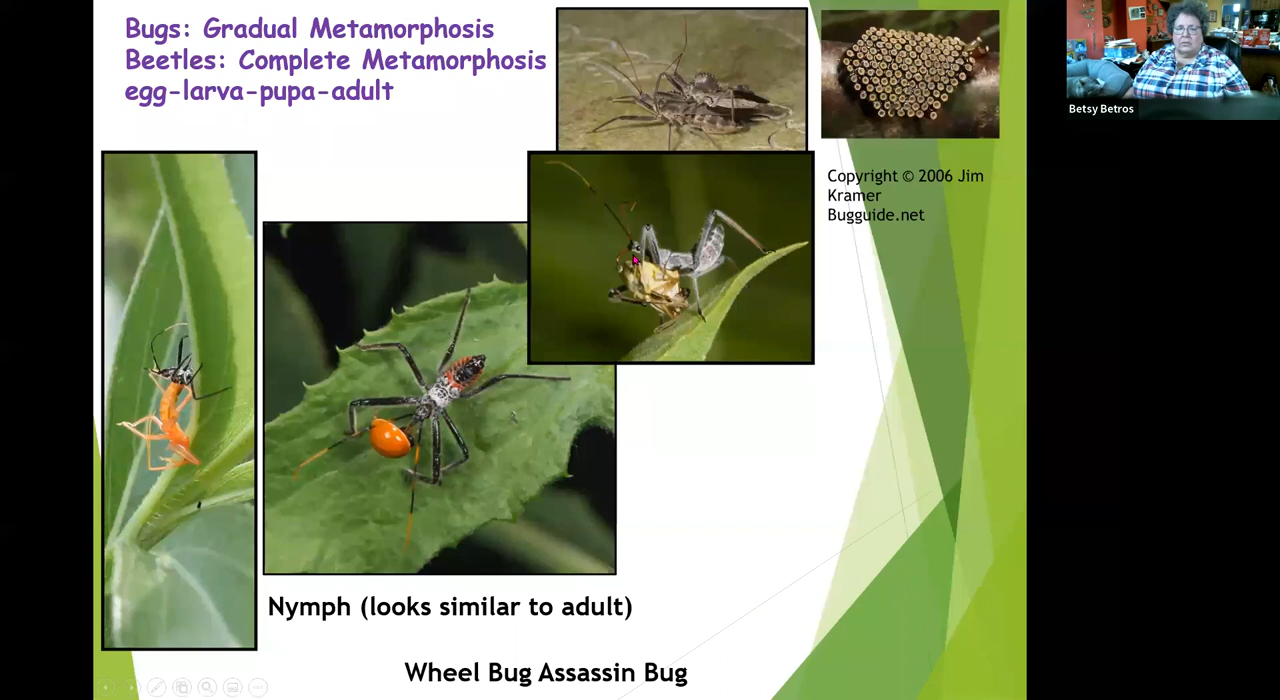 Bugs: Gradual Metamorphosis
Beetles: Complete Metamorphosis
egg-larva-pupa-adult
Betsy Betros
Copyright © 2006 Jim
Kramer
Bugguide.net
Nymph (looks similar to adult)
Wheel Bug Assassin Bug